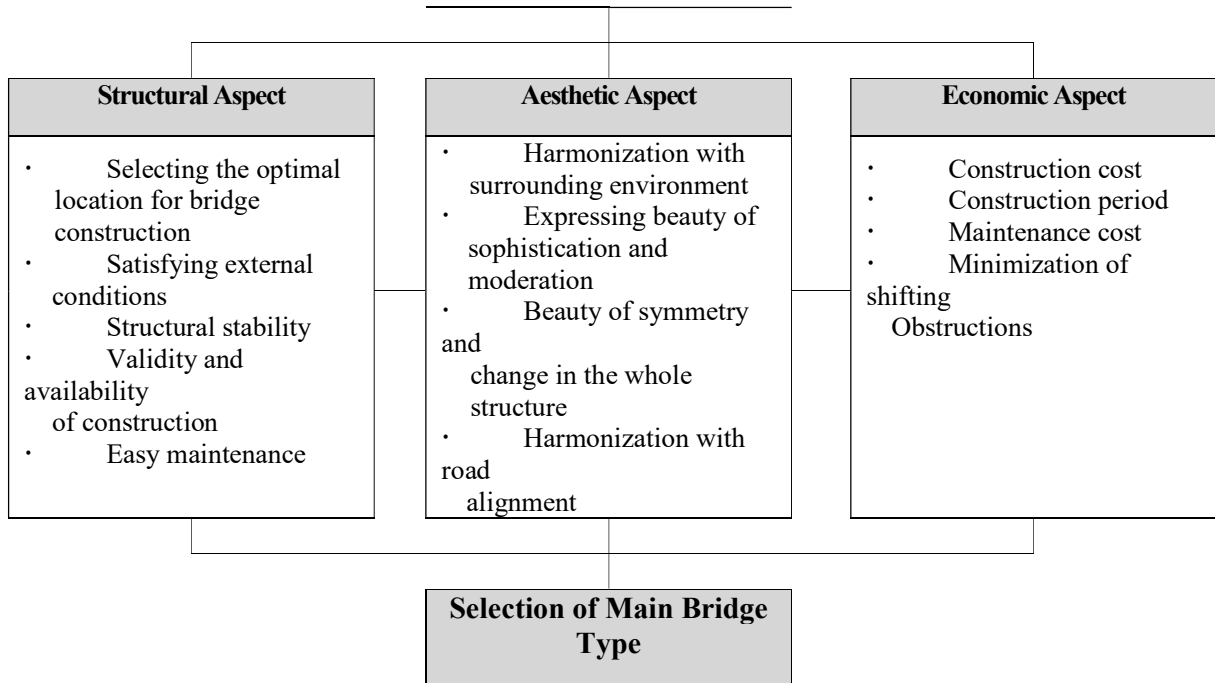 Structural Aspect
· Selecting the optimal
location for bridge
construction
· Satisfying external
conditions
· Structural stability
· Validity and
availability
of construction
· Easy maintenance
Aesthetic Aspect
· Harmonization with
surrounding environment
· Expressing beauty of
sophistication and
moderation
· Beauty of symmetry
and
change in the whole
structure
· Harmonization with
road
alignment
Economic Aspect
· Construction cost
· Construction period
· Maintenance cost
· Minimization of
shifting
Obstructions
Selection of Main Bridge
Type